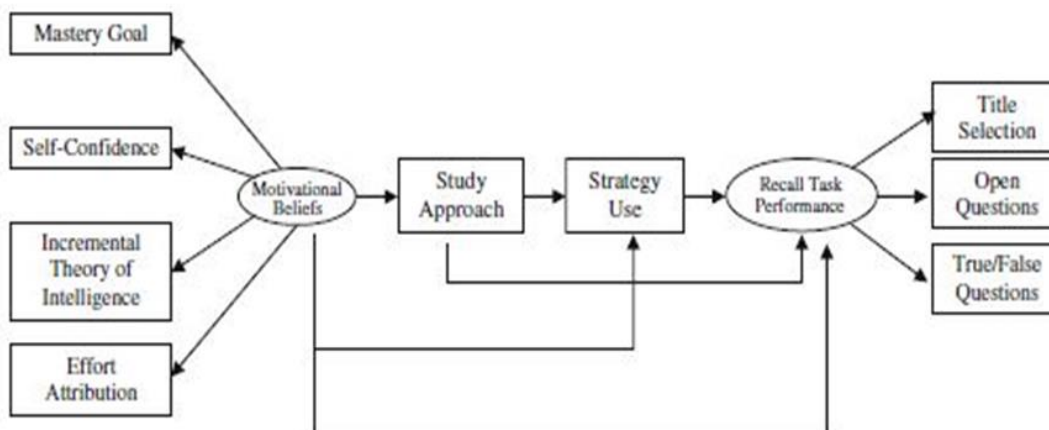 Mastery Goal
Self-Confidence
Incremental
Theory of
Intelligence
Effort
Attribution
Motivational
Beliefs
Study
Approach
Strategy
Use
Recall Task
Performance
Title
Selection
Open
Questions
True/False
Questions